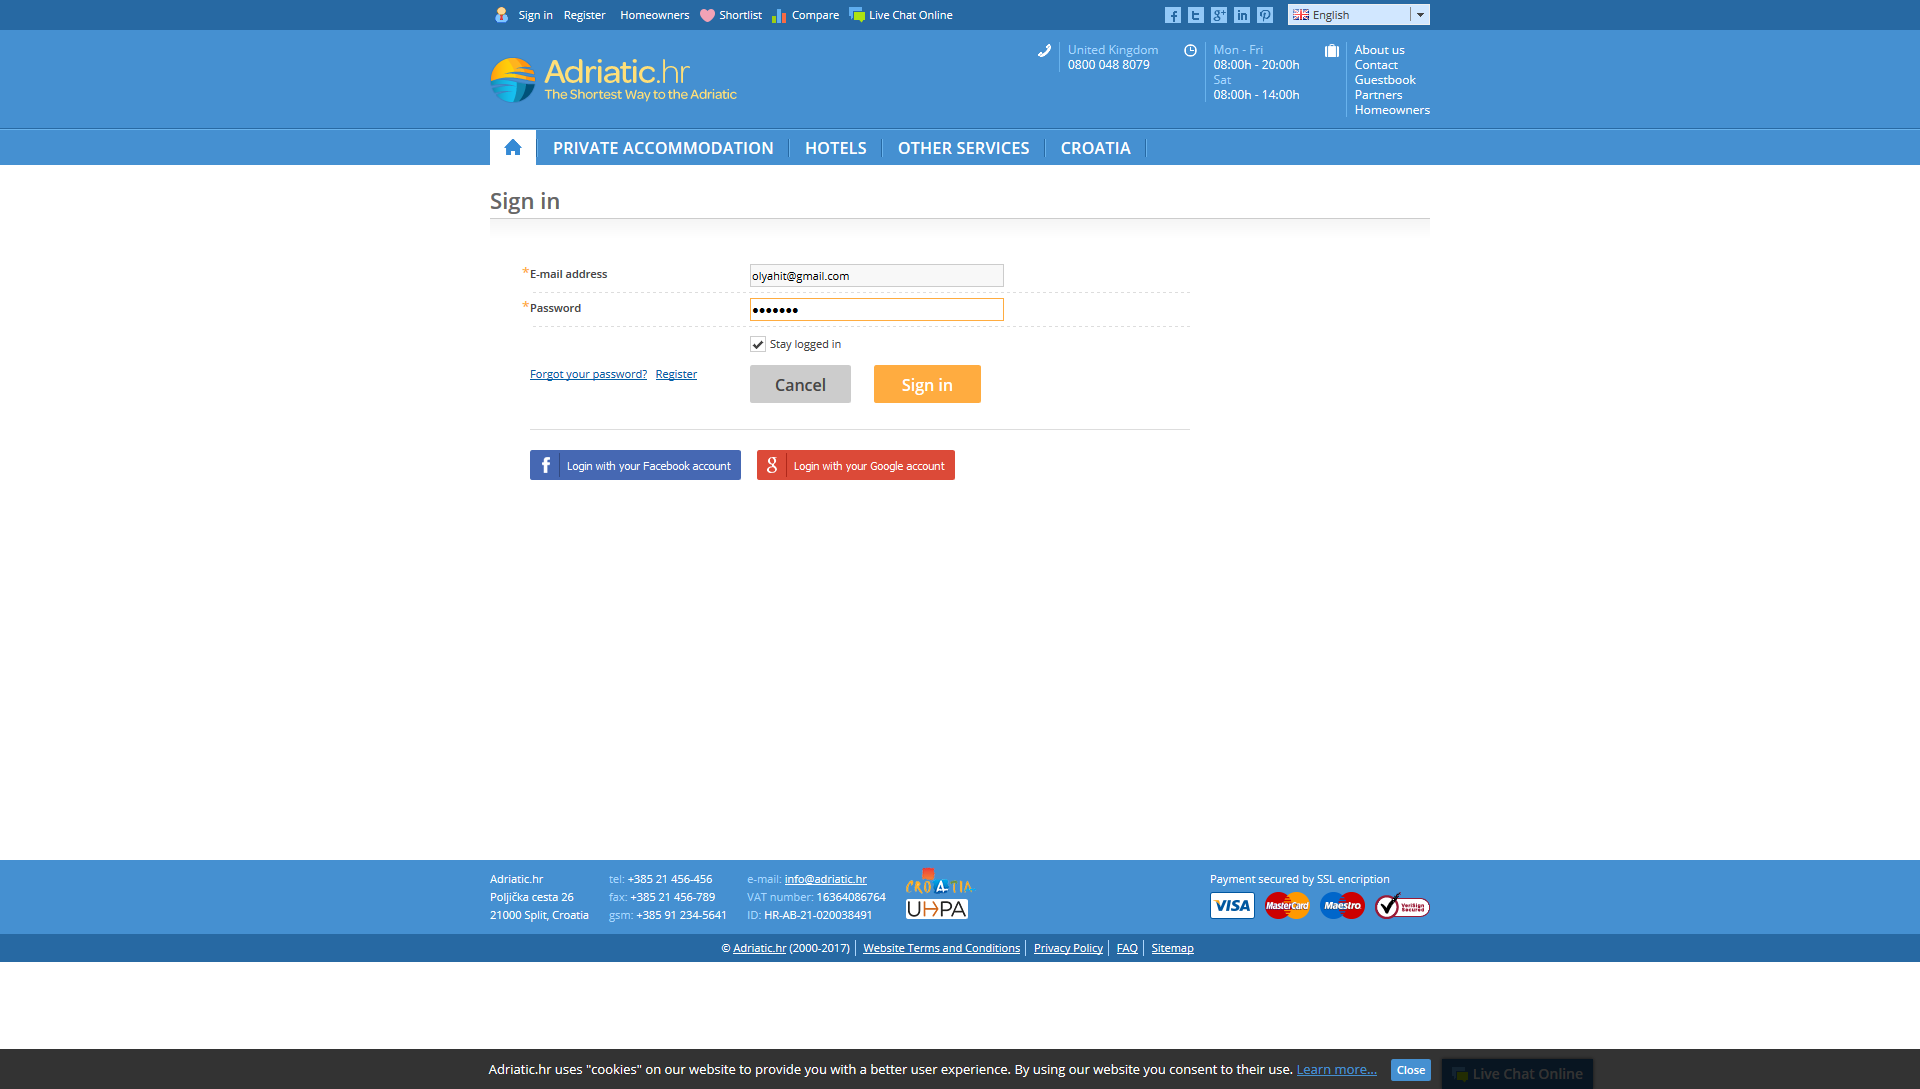 Sign in Register Homeowners Shortlist Compare Live Chat Online English
United Kingdom
0800 048 8079
Mon - Fri
08:00h - 20:00h
Sat
08:00h - 14:00h
About us
Contact
Guestbook
Partners
Homeowners
Adriatic.hr
The Shortest Way to the Adriatic
PRIVATE ACCOMMODATION HOTELS OTHER SERVICES CROATIA
Sign in
*E-mail address olyahit@gmail.com
*Password •••••••
Stay logged in
Forgot your password? Register Cancel Sign in
Login with your Facebook account Login with your Google account
Adriatic.hr tel: +385 21 456-456 e-mail: info@adriatic.hr
Poljička cesta 26 fax: +385 21 456-789 VAT number: 16364086764
21000 Split, Croatia gsm: +385 91 234-5641 ID: HR-AB-21-020038491
CROATIA
UHPA
Payment secured by SSL encription
VISA MasterCard Maestro VeriSign Secured
© Adriatic.hr (2000-2017) Website Terms and Conditions Privacy Policy FAQ Sitemap
Adriatic.hr uses "cookies" on our website to provide you with a better user experience. By using our website you consent to their use. Learn more... Close Live Chat Online